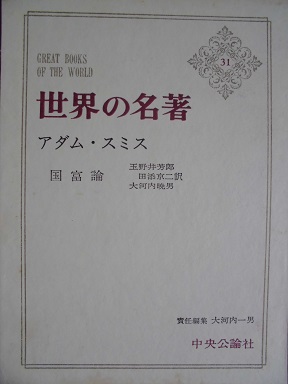 GREAT BOOKS
OF THE WORLD
31
世界の名著
アダム・スミス
国富論
玉野井芳郎
田添京二訳
大河内暁男
責任編集 大河内一男
中央公論社